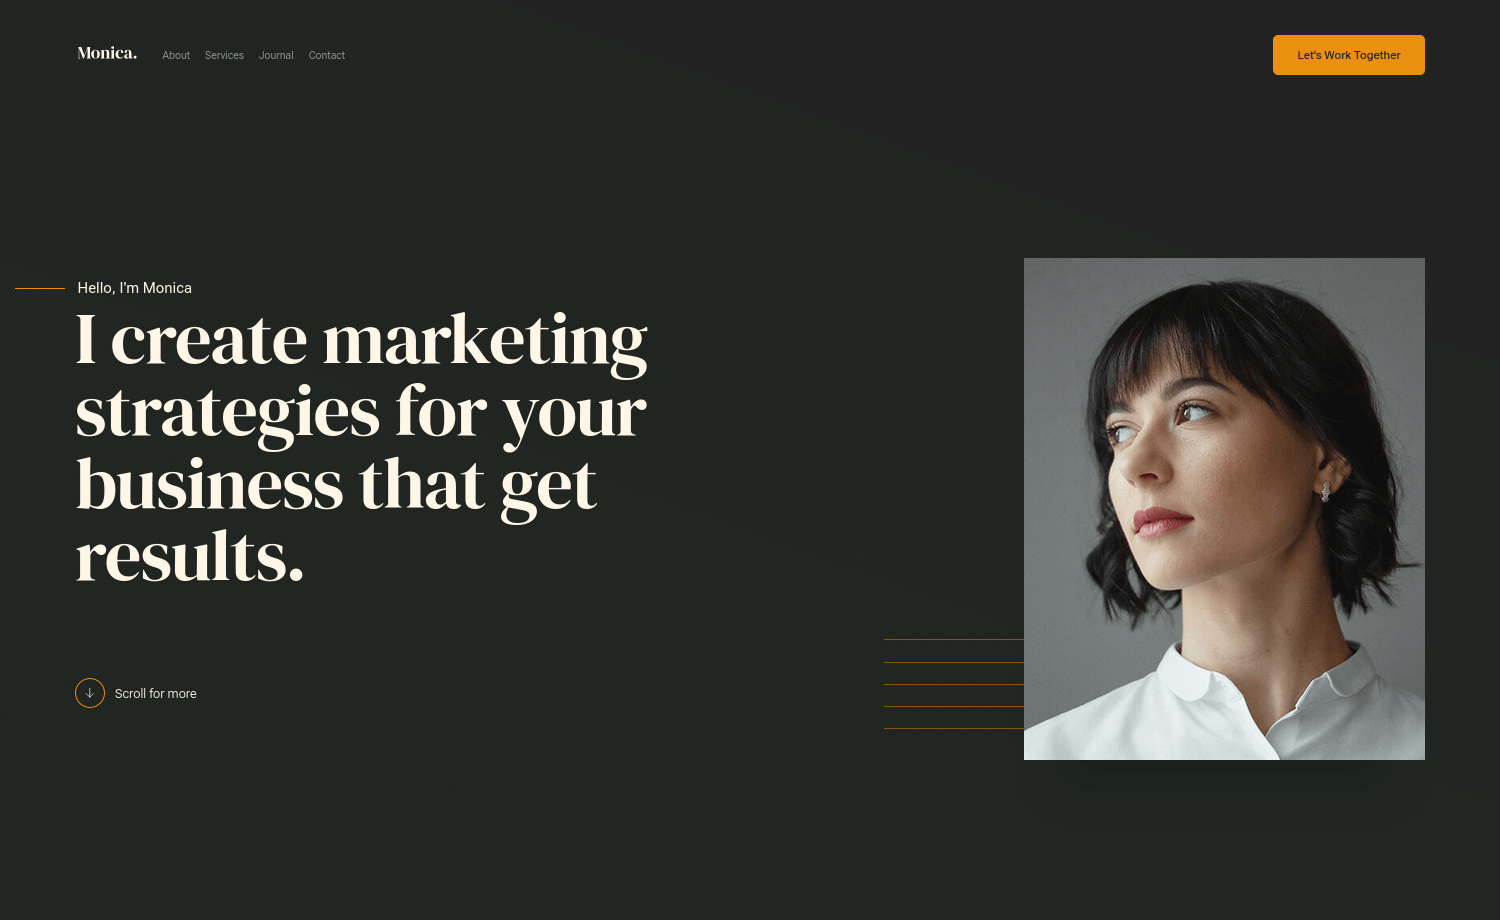 Monica.
About
Services
Journal
Contact
Let's Work Together
Hello, I'm Monica
I create marketing
strategies for your
business that get
results.
Scroll for more